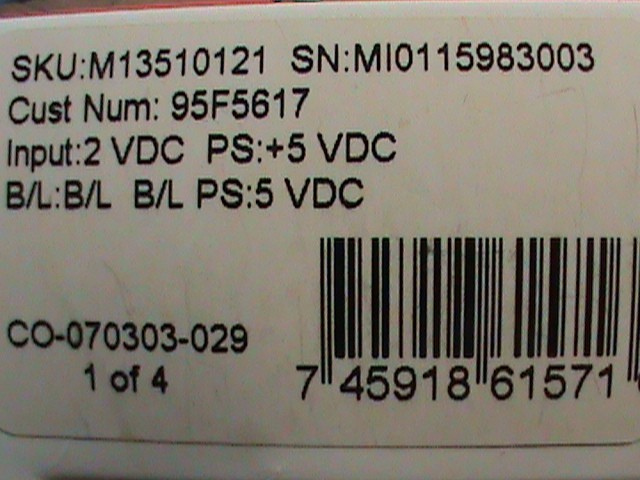 SKU:M13510121 SN:MI0115983003
Cust Num: 95F5617
Input:2 VDC PS:+5 VDC
B/L:B/L B/L PS:5 VDC
CO-070303-029
1 of 4
7 45918 61571